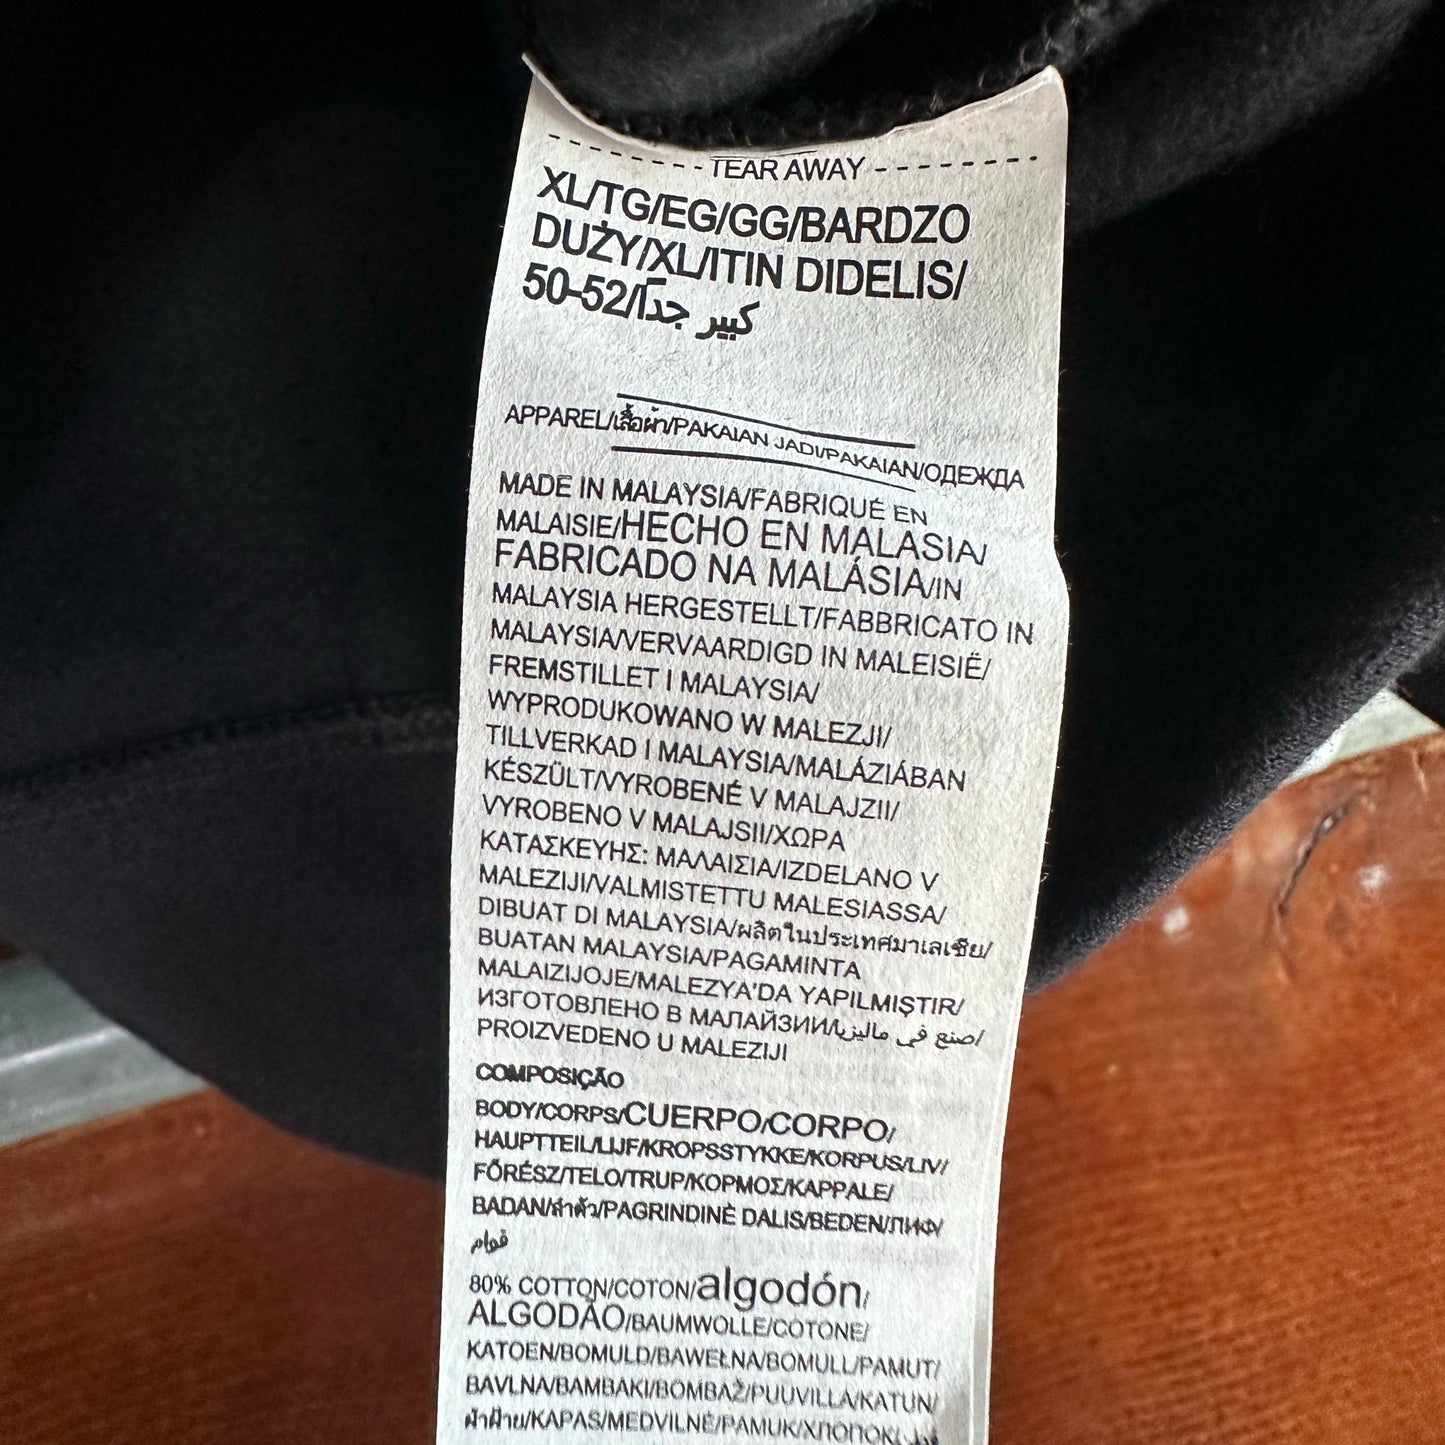 TEAR AWAY
XL/TG/EG/GG/BARDZO
DUŻY/XL/ITIN DIDELIS/
50-52/كبير جداً
APPAREL/เสื้อผ้า/PAKAIAN JADI/PAKAIAN/ОДЕЖДА
MADE IN MALAYSIA/FABRIQUÉ EN
MALAISIE/HECHO EN MALASIA/
FABRICADO NA MALÁSIA/IN
MALAYSIA HERGESTELLT/FABBRICATO IN
MALAYSIA/VERVAARDIGD IN MALEISIË/
FREMSTILLET I MALAYSIA/
WYPRODUKOWANO W MALEZJI/
TILLVERKAD I MALAYSIA/MALÁZIÁBAN
KÉSZÜLT/VYROBENÉ V MALAJZII/
VYROBENO V MALAJSII/ΧΩΡΑ
ΚΑΤΑΣΚΕΥΗΣ: ΜΑΛΑΙΣΙΑ/IZDELANO V
MALEZIJI/VALMISTETTU MALESIASSA/
DIBUAT DI MALAYSIA/ผลิตในประเทศมาเลเซีย/
BUATAN MALAYSIA/PAGAMINTA
MALAIZIJOJE/MALEZYA'DA YAPILMIŞTIR/
ИЗГОТОВЛЕНО В МАЛАЙЗИИ/صنع في ماليزيا/
PROIZVEDENO U MALEZIJI
COMPOSIÇÃO
BODY/CORPS/CUERPO/CORPO/
HAUPTTEIL/LIJF/KROPSSTYKKE/KORPUS/LIV/
FŐRÉSZ/TELO/TRUP/ΚΟΡΜΟΣ/KAPPALE/
BADAN/ลำตัว/PAGRINDINĖ DALIS/BEDEN/ЛИФ/
قوام
80% COTTON/COTON/algodón/
ALGODÃO/BAUMWOLLE/COTONE/
KATOEN/BOMULD/BAWEŁNA/BOMULL/PAMUT/
BAVLNA/ΒΑΜΒΑΚΙ/BOMBAŽ/PUUVILLA/KATUN/
ผ้าฝ้าย/KAPAS/MEDVILNĖ/PAMUK/ХЛОПОК/